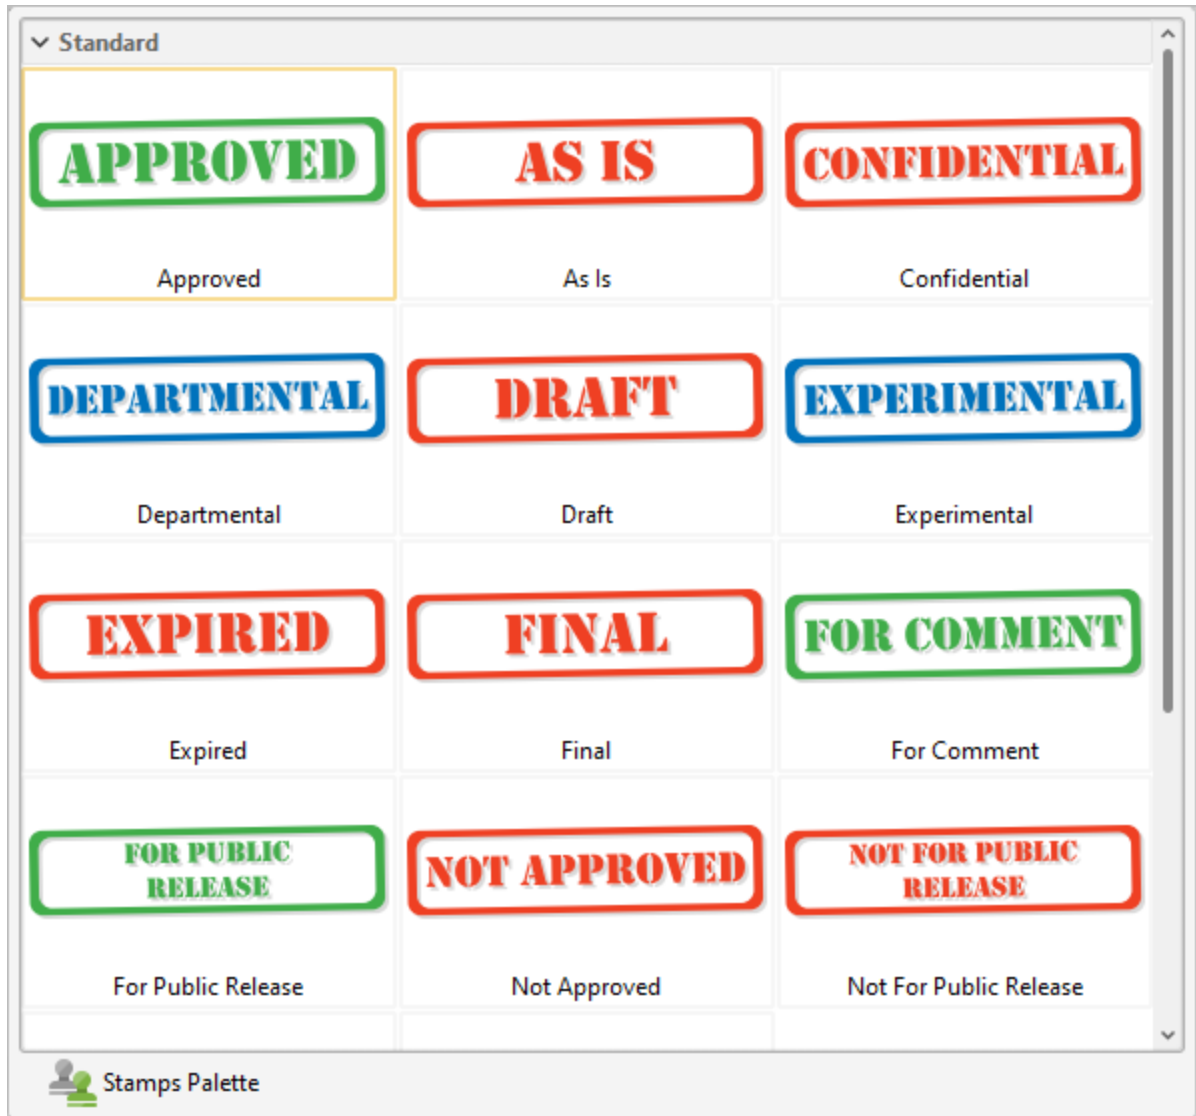 Standard
APPROVED
AS IS
CONFIDENTIAL
Approved
As Is
Confidential
DEPARTMENTAL
DRAFT
EXPERIMENTAL
Departmental
Draft
Experimental
EXPIRED
FINAL
FOR COMMENT
Expired
Final
For Comment
FOR PUBLIC
RELEASE
NOT APPROVED
NOT FOR PUBLIC
RELEASE
For Public Release
Not Approved
Not For Public Release
Stamps Palette